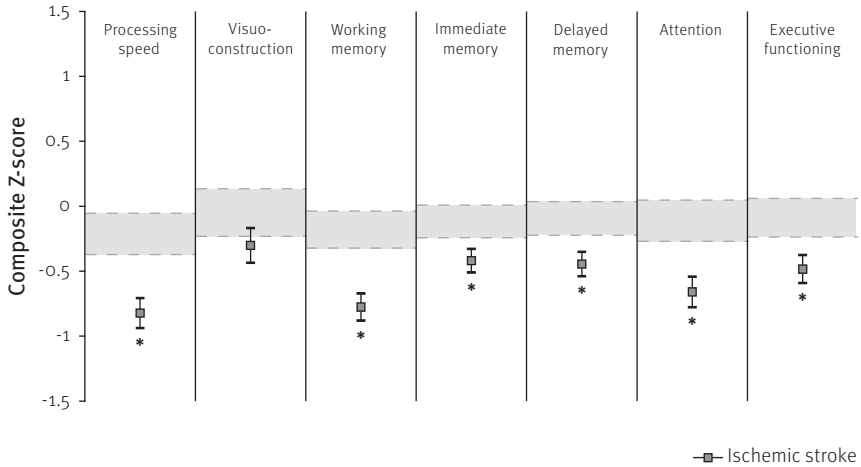 Composite Z-score
1.5
1
0.5
0
-0.5
-1
-1.5
Processing
speed
Visuo-
construction
Working
memory
Immediate
memory
Delayed
memory
Attention
Executive
functioning
*
*
*
*
*
*
Ischemic stroke